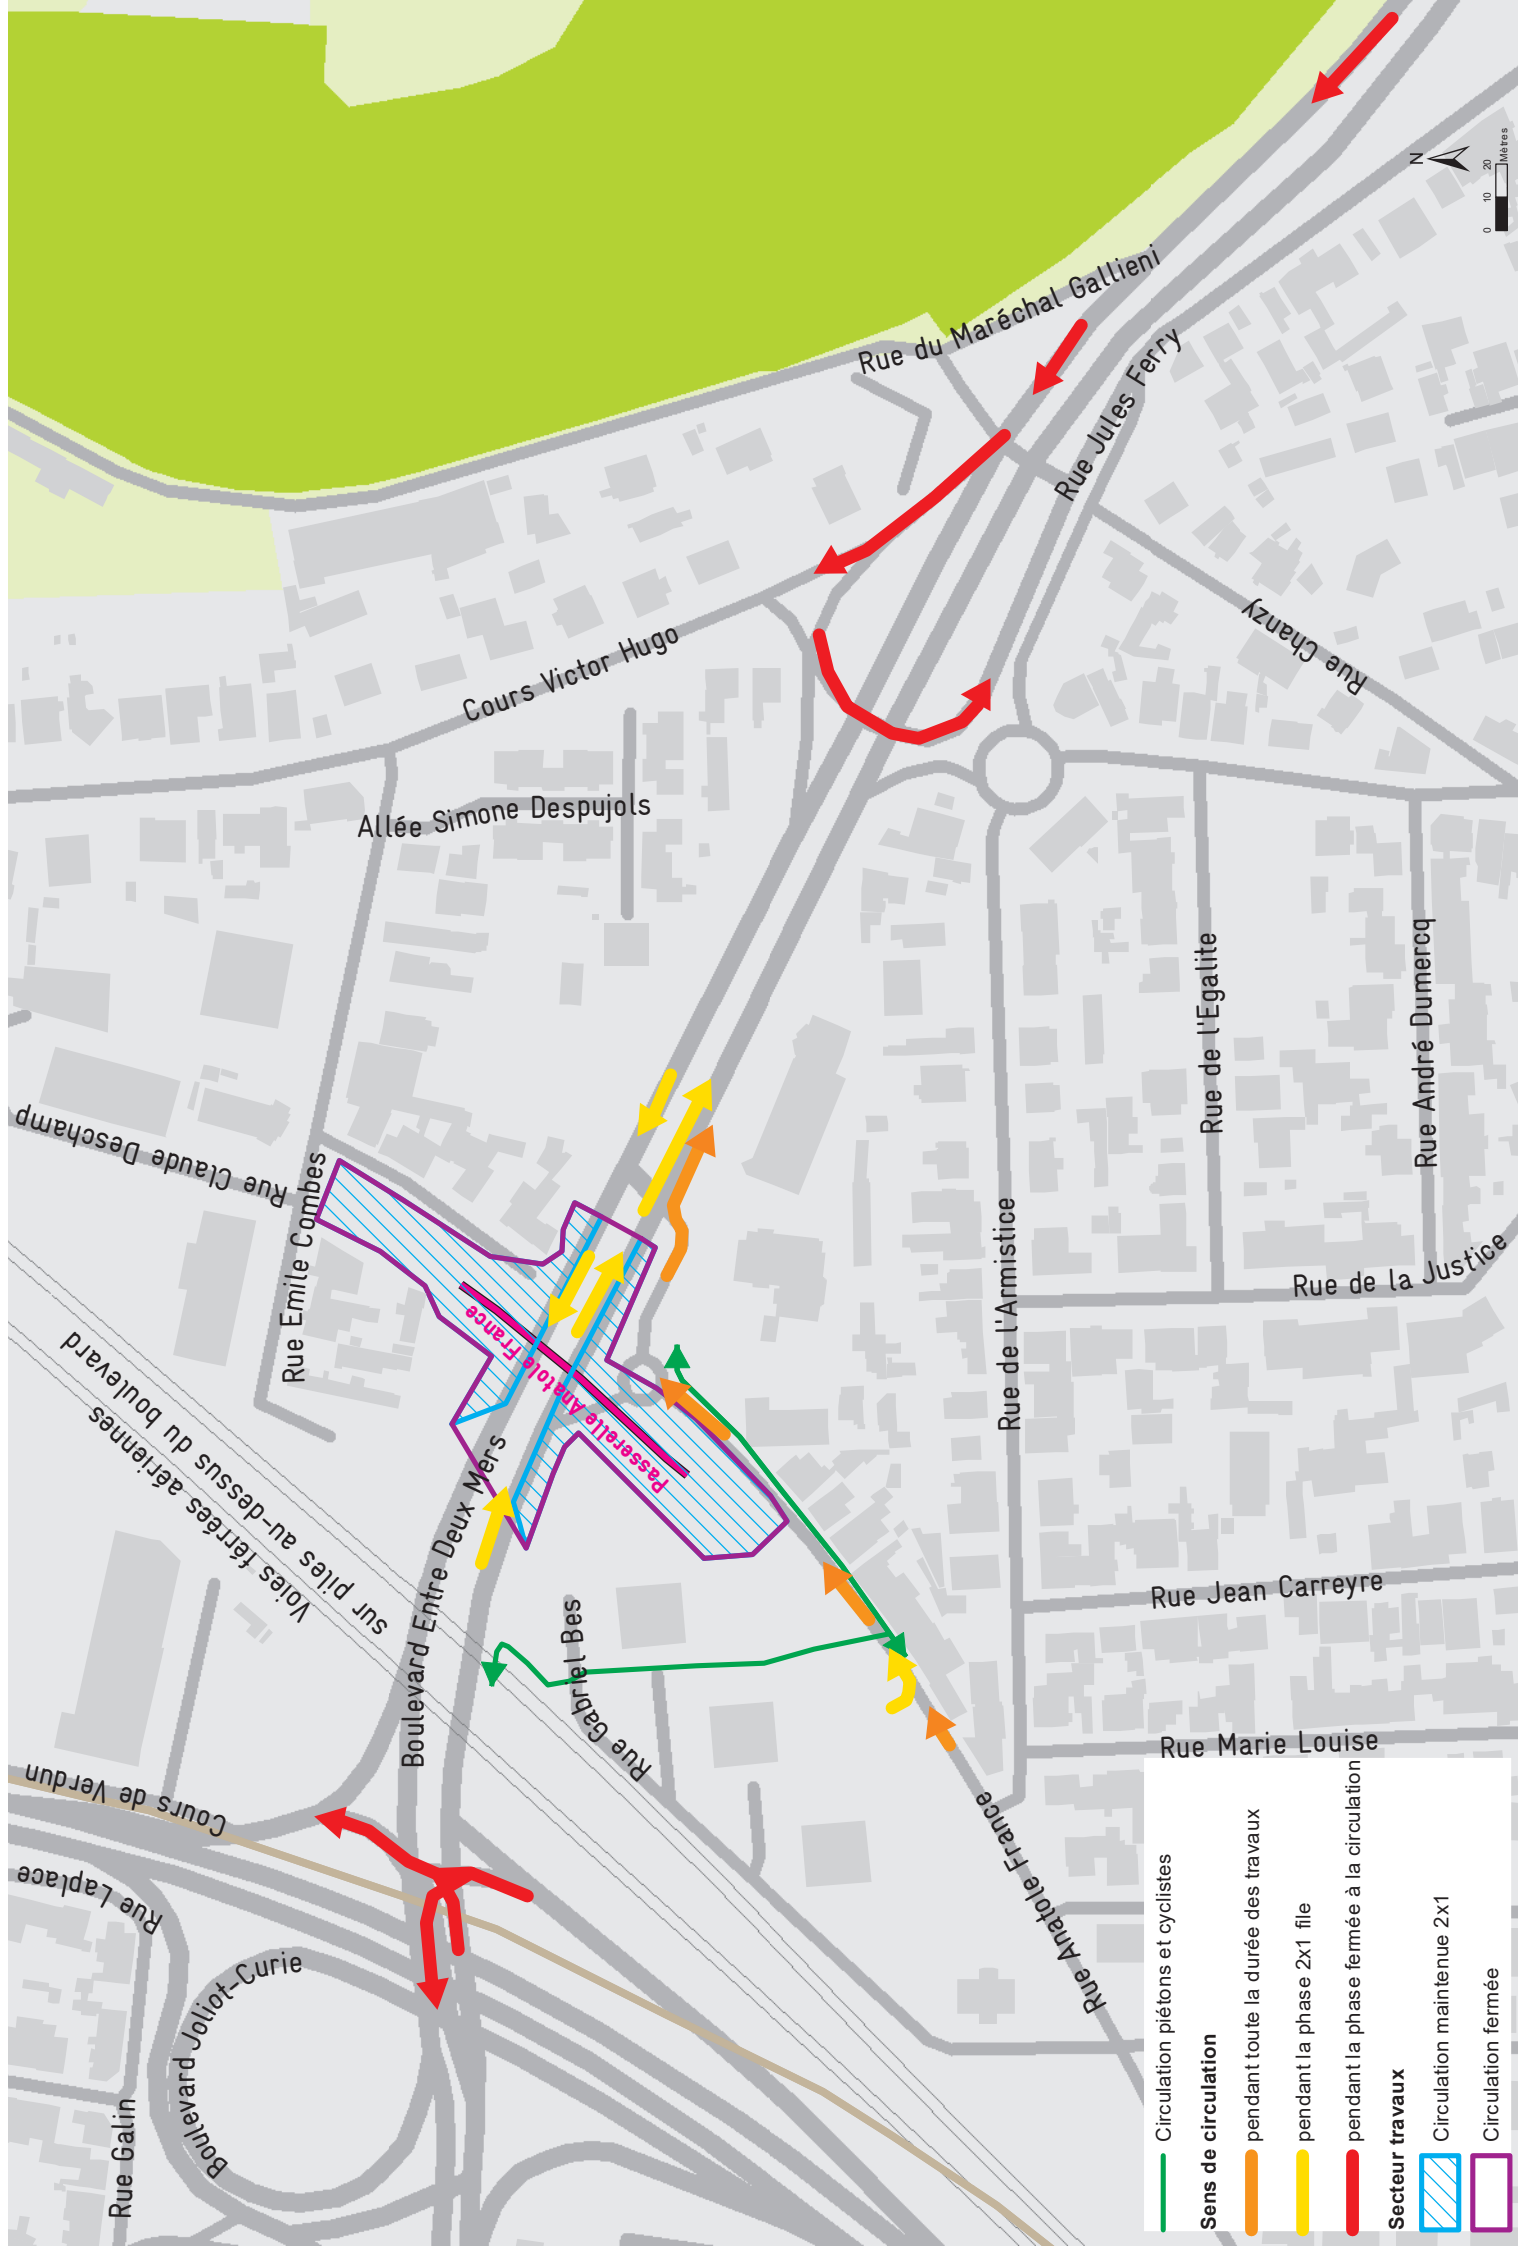 Rue Galin
Boulevard Joliot-Curie
Rue Laplace
Cours de Verdun
Voies férrées aériennes
sur piles au-dessus du boulevard
Boulevard Entre Deux Mers
Rue Gabriel Bes
Rue Emile Combes
Rue Claude Deschamp
Passerelle Anatole France
Allée Simone Despujols
Cours Victor Hugo
Rue du Maréchal Gallieni
Rue Jules Ferry
Rue Chanzy
Rue Anatole France
Rue de l'Armistice
Rue de l'Egalite
Rue André Dumercq
Rue de la Justice
Rue Jean Carreyre
Rue Marie Louise
Circulation piétons et cyclistes
Sens de circulation
pendant toute la durée des travaux
pendant la phase 2x1 file
pendant la phase fermée à la circulation
Secteur travaux
Circulation maintenue 2x1
Circulation fermée
N
0 10 20
Mètres